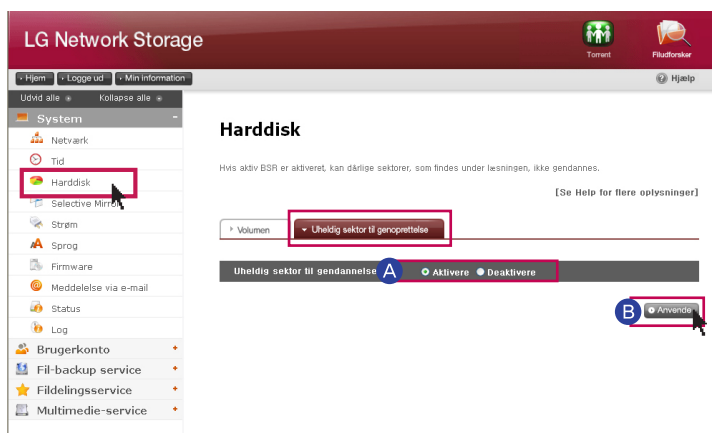 LG Network Storage
Torrent
Filudforsker
Hjem
Logge ud
Min information
Hjælp
Udvid alle
Kollapse alle
System
Netværk
Tid
Harddisk
Selective Mirror
Strøm
Sprog
Firmware
Meddelelse via e-mail
Status
Log
Brugerkonto
Fil-backup service
Fildelingsservice
Multimedie-service
Harddisk
Hvis aktiv BSR er aktiveret, kan dårlige sektorer, som findes under læsningen, ikke gendannes.
[Se Help for flere oplysninger]
Volumen
Uheldig sektor til genoprettelse
Uheldig sektor til gendannelse
A
Aktivere
Deaktivere
B
Anvende